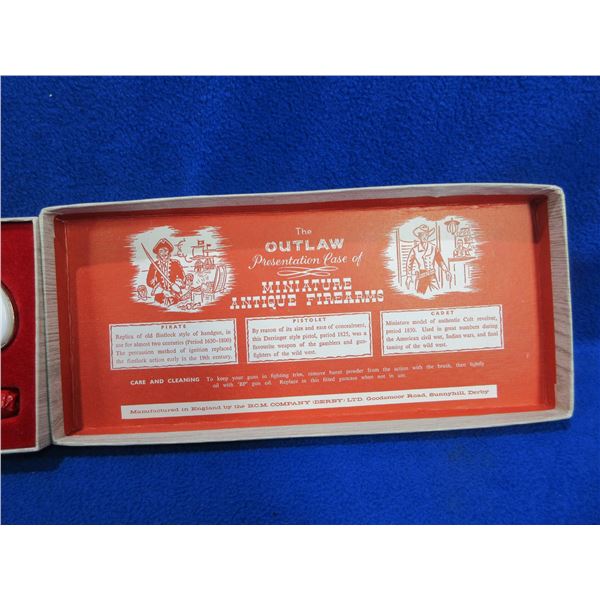 The
OUTLAW
Presentation Case of
MINIATURE
ANTIQUE FIREARMS
PIRATE
Replica of old flintlock style of handgun, in
use for almost two centuries (Period 1630-1800)
The percussion method of ignition replaced
the flintlock action early in the 19th century.
PISTOLET
By reason of its size and ease of concealment,
this Derringer style pistol, period 1825, was a
favourite weapon of the gamblers and gun-
fighters of the wild west.
CADET
Miniature model of authentic Colt revolver,
period 1850. Used in great numbers during
the American civil war, Indian wars, and final
taming of the wild west.
CARE AND CLEANING To keep your guns in fighting trim, remove burnt powder from the action with the brush, then lightly
oil with "BP" gun oil. Replace in this fitted guncase when not in use.
Manufactured in England by the B.C.M. COMPANY (DERBY) LTD. Goodsmoor Road, Sunnyhill, Derby